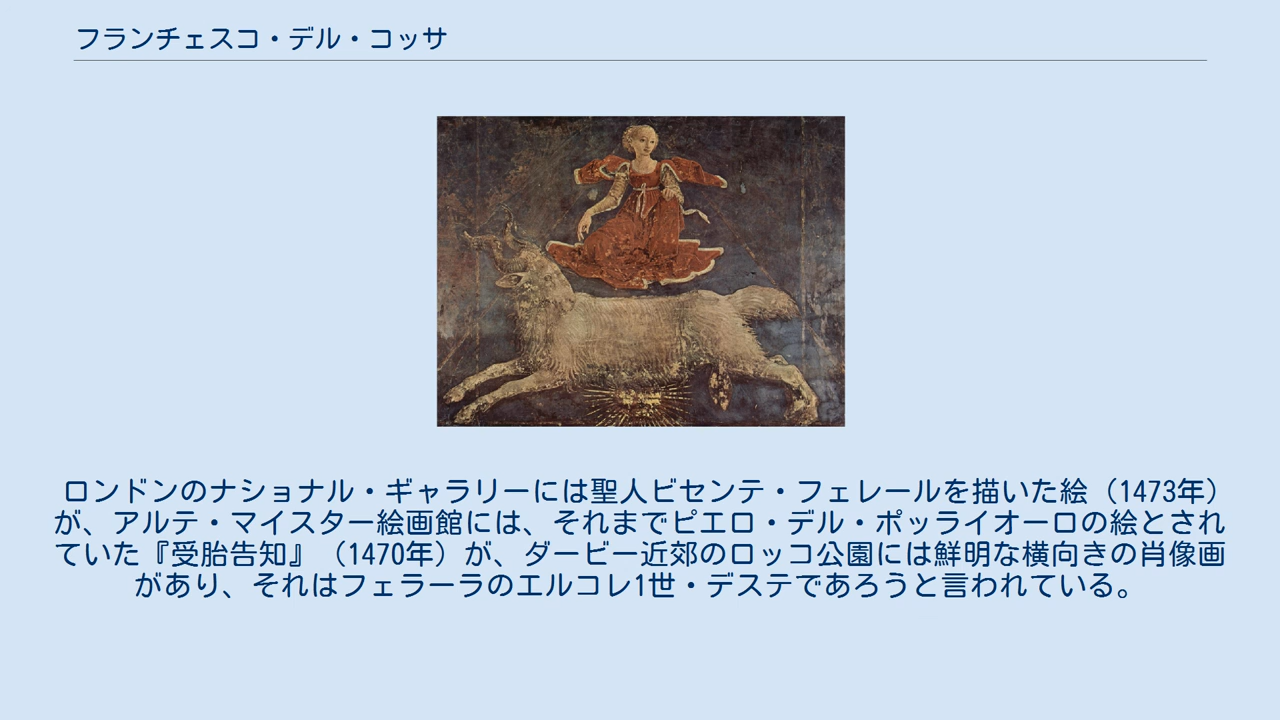 フランチェスコ・デル・コッサ
ロンドンのナショナル・ギャラリーには聖人ビセンテ・フェレールを描いた絵（1473年）
が、アルテ・マイスター絵画館には、それまでピエロ・デル・ポッライオーロの絵とされ
ていた『受胎告知』（1470年）が、ダービー近郊のロッコ公園には鮮明な横向きの肖像画
があり、それはフェラーラのエルコレ1世・デステであろうと言われている。